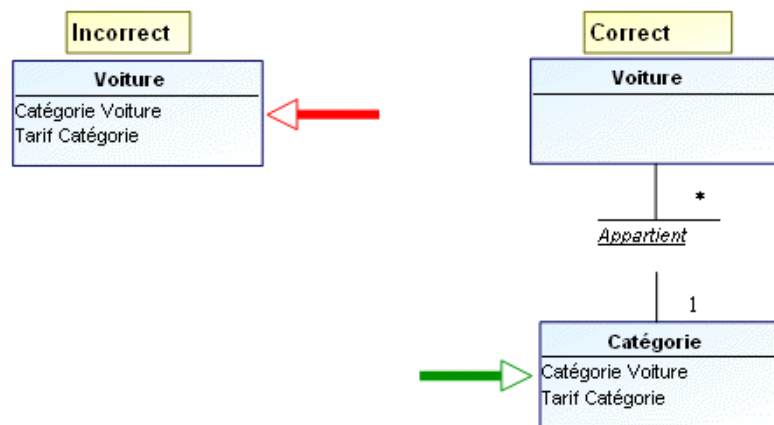 Incorrect
Voiture
Catégorie Voiture
Tarif Catégorie
Correct
Voiture
*
Appartient
1
Catégorie
Catégorie Voiture
Tarif Catégorie